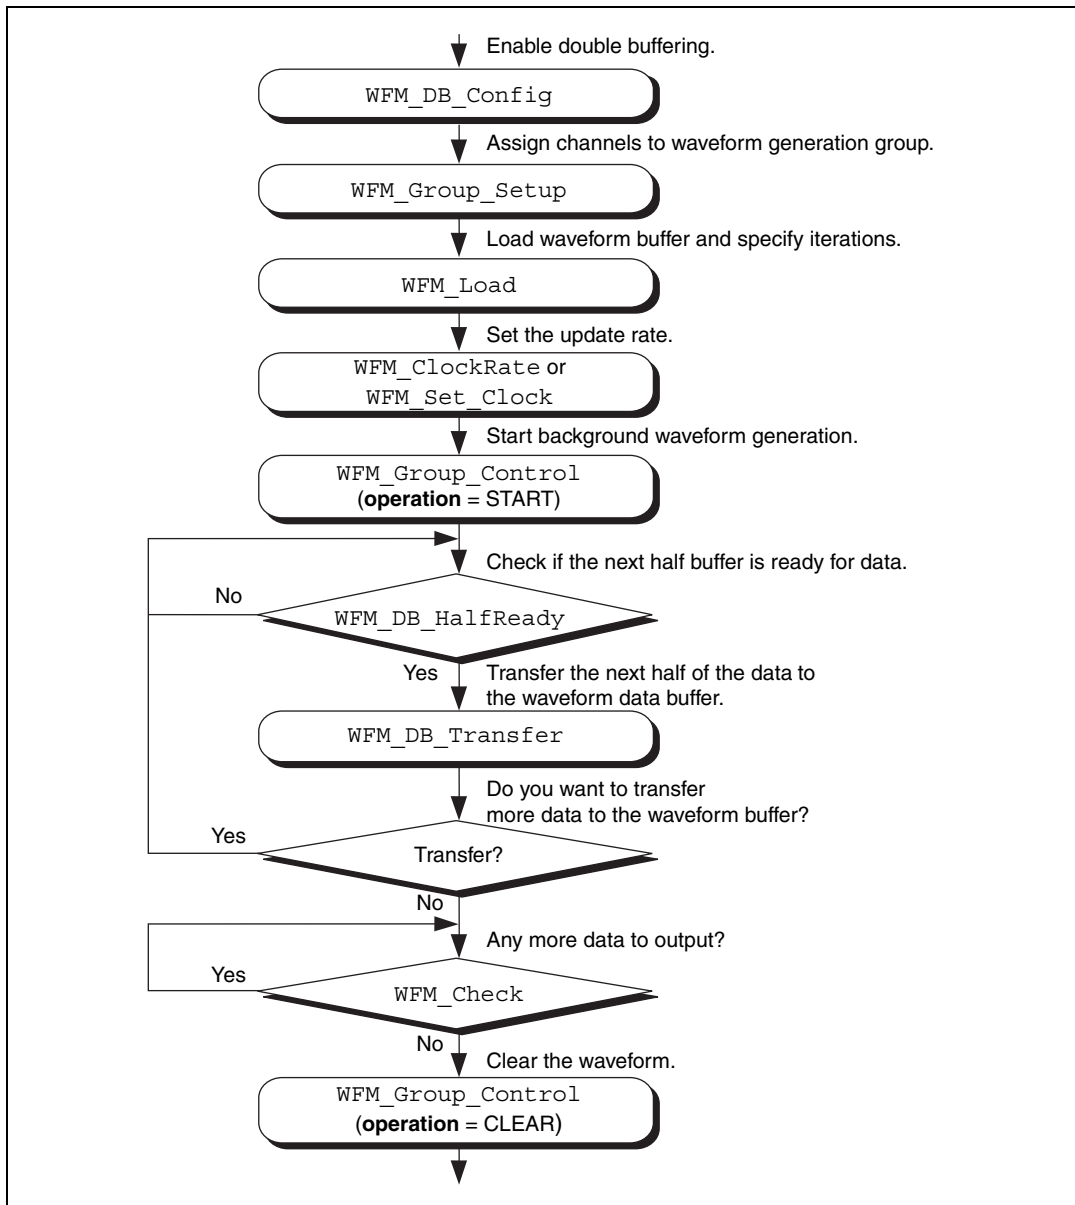 Enable double buffering.
WFM_DB_Config
Assign channels to waveform generation group.
WFM_Group_Setup
Load waveform buffer and specify iterations.
WFM_Load
Set the update rate.
WFM_ClockRate or
WFM_Set_Clock
Start background waveform generation.
WFM_Group_Control
(operation = START)
Check if the next half buffer is ready for data.
No
WFM_DB_HalfReady
Yes
Transfer the next half of the data to
the waveform data buffer.
WFM_DB_Transfer
Do you want to transfer
more data to the waveform buffer?
Yes
Transfer?
No
Any more data to output?
Yes
WFM_Check
No
Clear the waveform.
WFM_Group_Control
(operation = CLEAR)